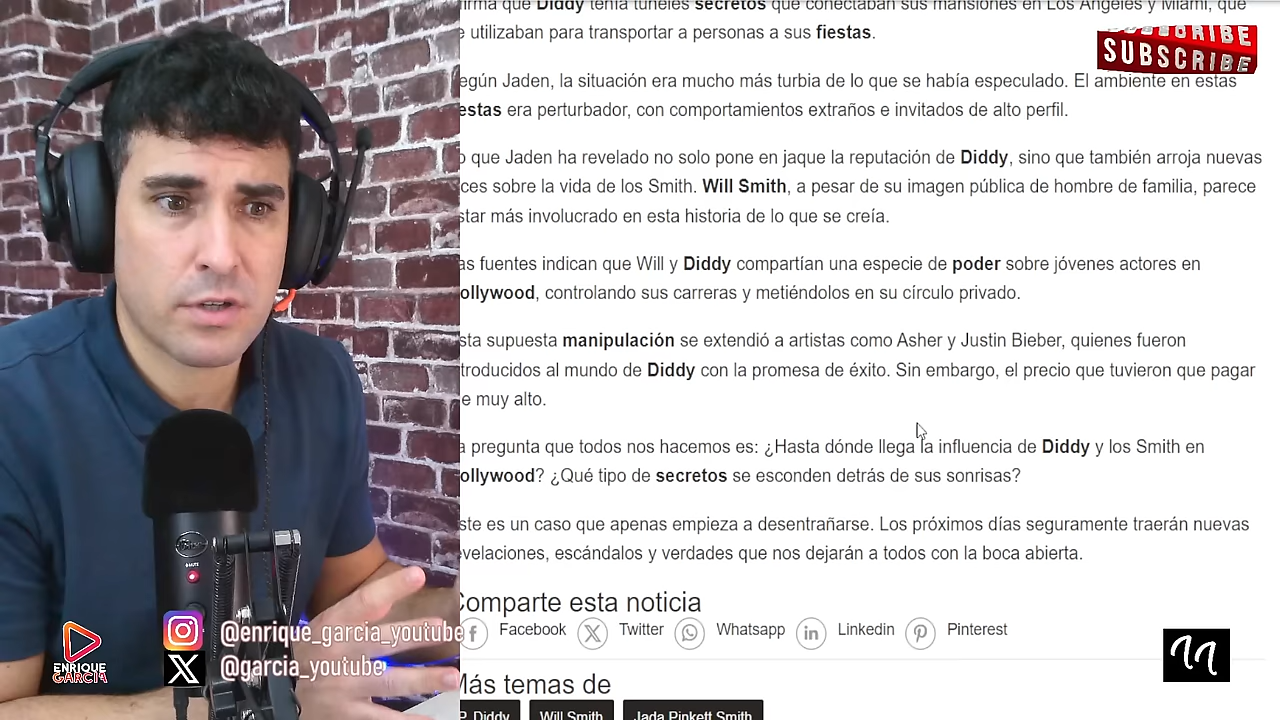 firma que Diddy tenía túneles secretos que conectaban sus mansiones en Los Ángeles y Miami, que
e utilizaban para transportar a personas a sus fiestas.
SUBSCRIBE
SUBSCRIBE
egún Jaden, la situación era mucho más turbia de lo que se había especulado. El ambiente en estas
estas era perturbador, con comportamientos extraños e invitados de alto perfil.
o que Jaden ha revelado no solo pone en jaque la reputación de Diddy, sino que también arroja nuevas
ces sobre la vida de los Smith. Will Smith, a pesar de su imagen pública de hombre de familia, parece
star más involucrado en esta historia de lo que se creía.
as fuentes indican que Will y Diddy compartían una especie de poder sobre jóvenes actores en
ollywood, controlando sus carreras y metiéndolos en su círculo privado.
sta supuesta manipulación se extendió a artistas como Asher y Justin Bieber, quienes fueron
troducidos al mundo de Diddy con la promesa de éxito. Sin embargo, el precio que tuvieron que pagar
e muy alto.
a pregunta que todos nos hacemos es: ¿Hasta dónde llega la influencia de Diddy y los Smith en
ollywood? ¿Qué tipo de secretos se esconden detrás de sus sonrisas?
ste es un caso que apenas empieza a desentrañarse. Los próximos días seguramente traerán nuevas
evelaciones, escándalos y verdades que nos dejarán a todos con la boca abierta.
Comparte esta noticia
Facebook Twitter Whatsapp Linkedin Pinterest
Más temas de
P. Diddy Will Smith Jada Pinkett Smith
@enrique_garcia_youtube
@garcia_youtube
ENRIQUE
GARCIA